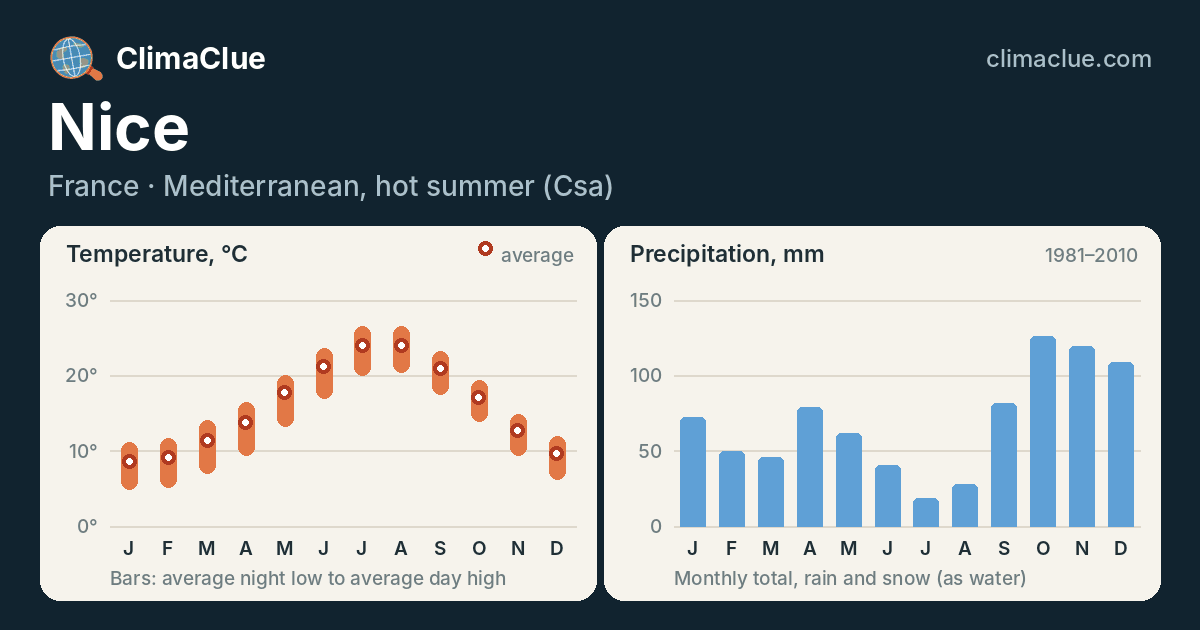 ClimaClue
climaclue.com
Nice
France · Mediterranean, hot summer (Csa)
Temperature, °C
average
30°
20°
10°
0°
J F M A M J J A S O N D
Bars: average night low to average day high
Precipitation, mm
1981–2010
150
100
50
0
J F M A M J J A S O N D
Monthly total, rain and snow (as water)